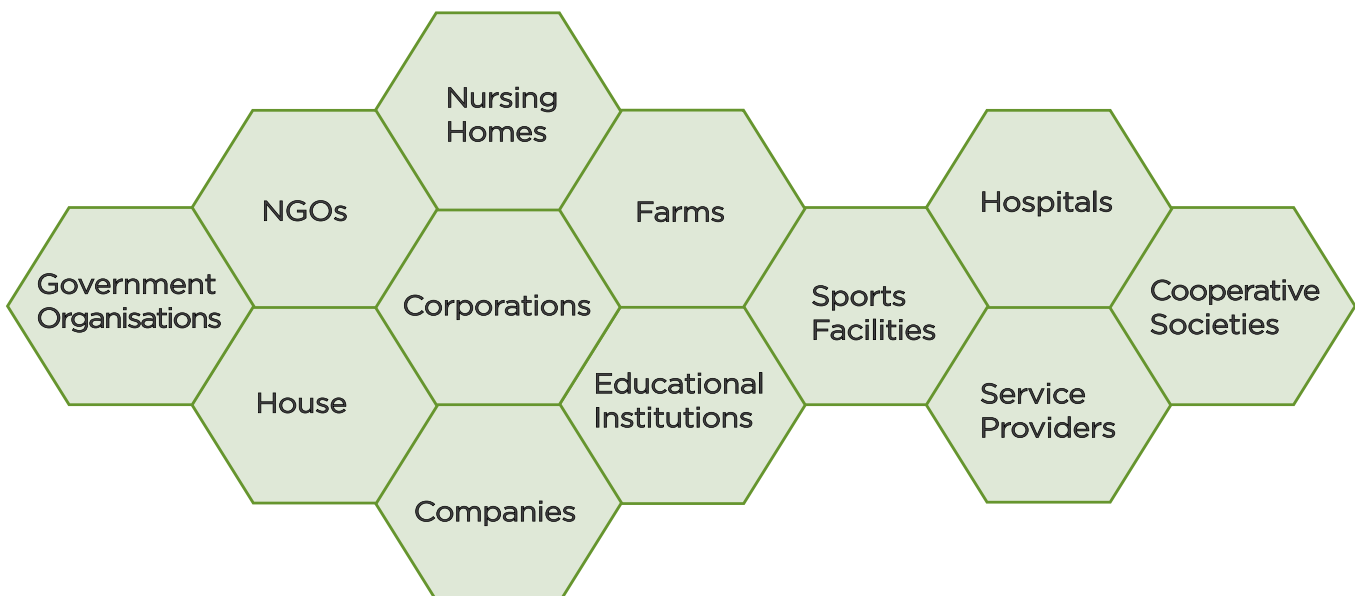 Nursing
Homes
NGOs
Farms
Hospitals
Government
Organisations
Corporations
Sports
Facilities
Cooperative
Societies
House
Educational
Institutions
Service
Providers
Companies